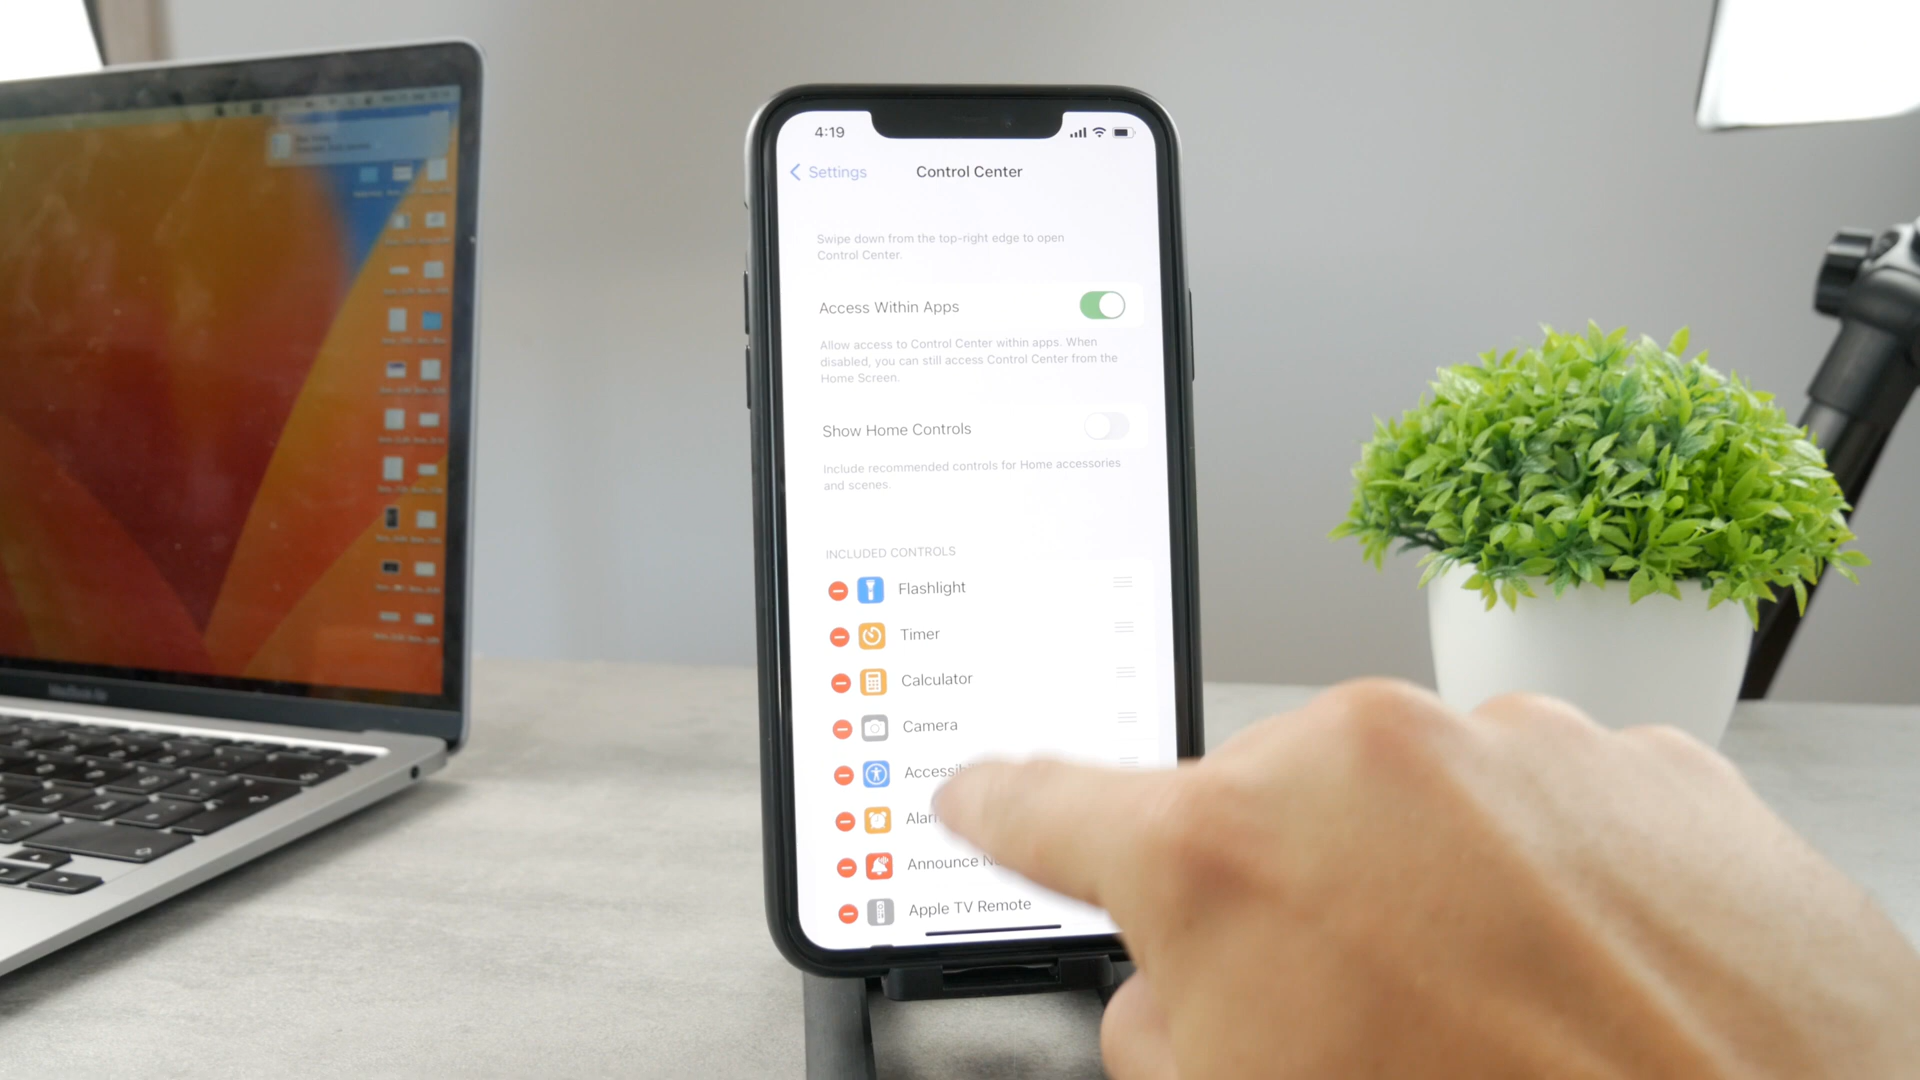 4:19
Settings
Control Center
Swipe down from the top-right edge to open
Control Center.
Access Within Apps
Allow access to Control Center within apps. When
disabled, you can still access Control Center from the
Home Screen.
Show Home Controls
Include recommended controls for Home accessories
and scenes.
INCLUDED CONTROLS
Flashlight
Timer
Calculator
Camera
Accessib
Alar
Announce N
Apple TV Remote